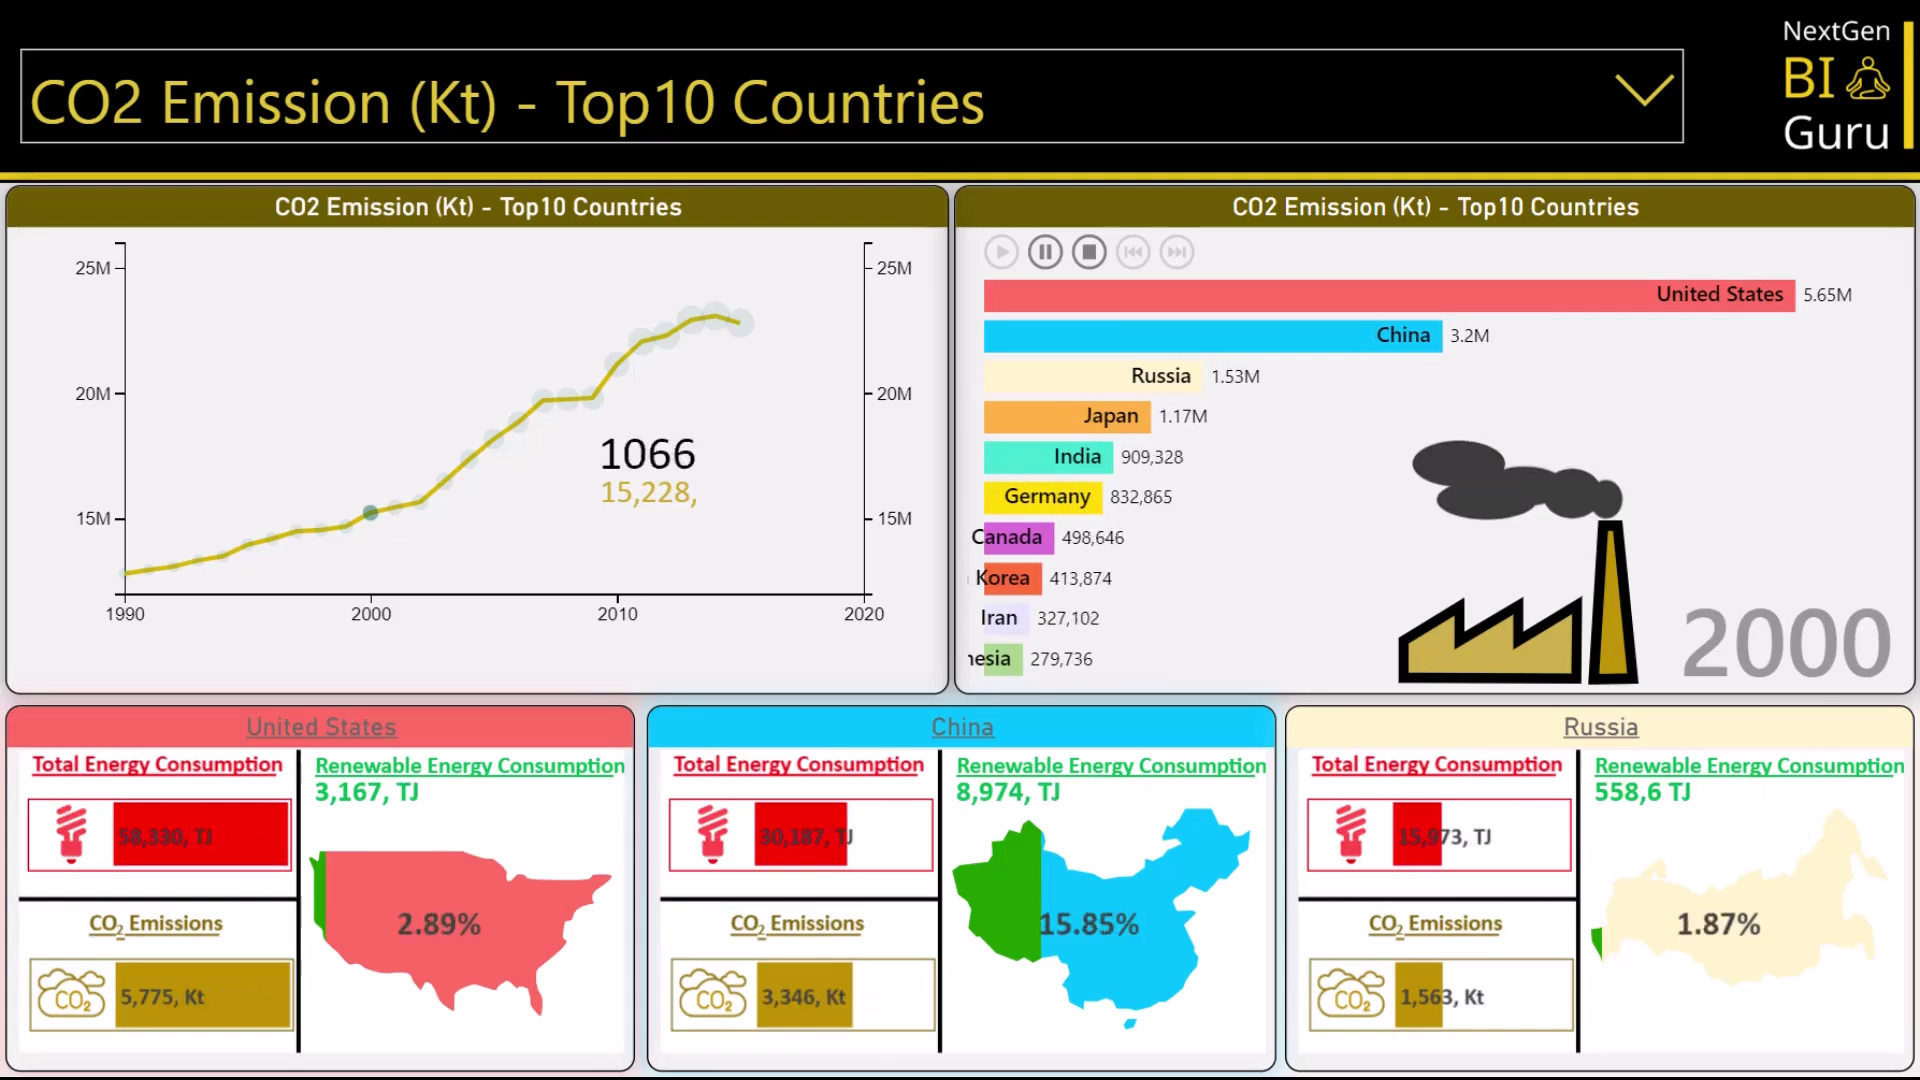 NextGen
BI
Guru
CO2 Emission (Kt) - Top10 Countries
CO2 Emission (Kt) - Top10 Countries
25M
25M
20M
20M
15M
15M
1066
15,228,
1990
2000
2010
2020
CO2 Emission (Kt) - Top10 Countries
United States 5.65M
China 3.2M
Russia 1.53M
Japan 1.17M
India 909,328
Germany 832,865
Canada 498,646
Korea 413,874
Iran 327,102
nesia 279,736
2000
United States
Total Energy Consumption
58,330, TJ
CO2 Emissions
CO2
5,775, Kt
Renewable Energy Consumption
3,167, TJ
2.89%
China
Total Energy Consumption
30,187, TJ
CO2 Emissions
CO2
3,346, Kt
Renewable Energy Consumption
8,974, TJ
15.85%
Russia
Total Energy Consumption
15,973, TJ
CO2 Emissions
CO2
1,563, Kt
Renewable Energy Consumption
558,6 TJ
1.87%